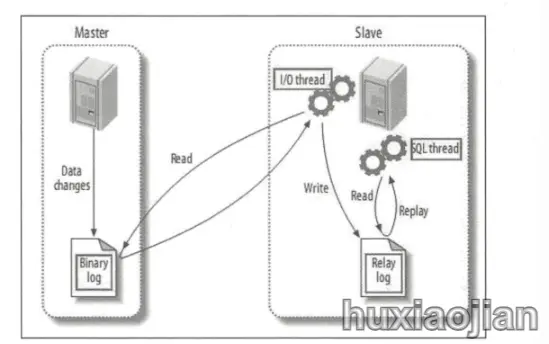 Master
Slave
I/O thread
Data
changes
Read
Write
SQL thread
Read
Replay
Binary
log
Relay
log
huxiaojian